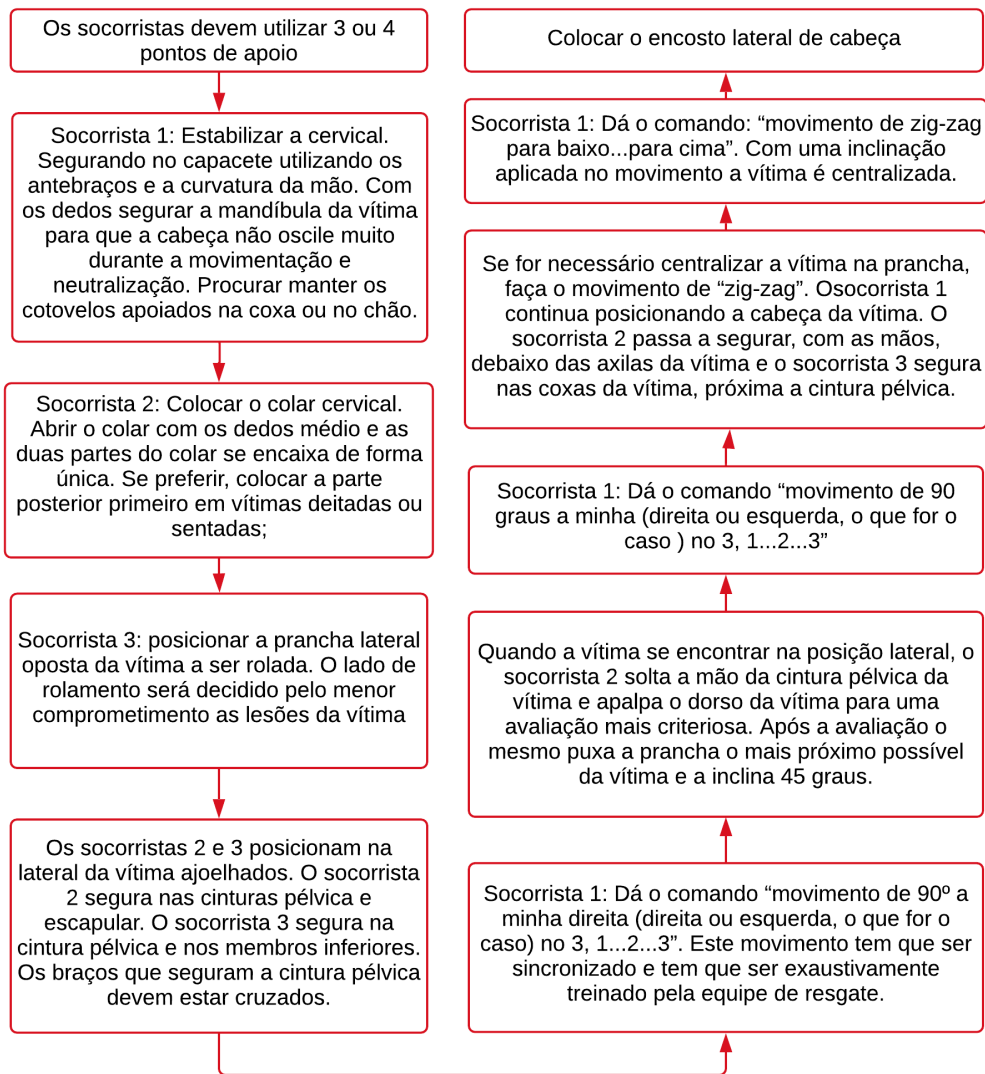 Os socorristas devem utilizar 3 ou 4
pontos de apoio
Socorrista 1: Estabilizar a cervical.
Segurando no capacete utilizando os
antebraços e a curvatura da mão. Com
os dedos segurar a mandíbula da vítima
para que a cabeça não oscile muito
durante a movimentação e
neutralização. Procurar manter os
cotovelos apoiados na coxa ou no chão.
Socorrista 2: Colocar o colar cervical.
Abrir o colar com os dedos médio e as
duas partes do colar se encaixa de forma
única. Se preferir, colocar a parte
posterior primeiro em vítimas deitadas ou
sentadas;
Socorrista 3: posicionar a prancha lateral
oposta da vítima a ser rolada. O lado de
rolamento será decidido pelo menor
comprometimento as lesões da vítima
Os socorristas 2 e 3 posicionam na
lateral da vítima ajoelhados. O socorrista
2 segura nas cinturas pélvica e
escapular. O socorrista 3 segura na
cintura pélvica e nos membros inferiores.
Os braços que seguram a cintura pélvica
devem estar cruzados.
Socorrista 1: Dá o comando “movimento de 90º a
minha direita (direita ou esquerda, o que for o
caso) no 3, 1...2...3”. Este movimento tem que ser
sincronizado e tem que ser exaustivamente
treinado pela equipe de resgate.
Quando a vítima se encontrar na posição lateral, o
socorrista 2 solta a mão da cintura pélvica da
vítima e apalpa o dorso da vítima para uma
avaliação mais criteriosa. Após a avaliação o
mesmo puxa a prancha o mais próximo possível
da vítima e a inclina 45 graus.
Socorrista 1: Dá o comando “movimento de 90
graus a minha (direita ou esquerda, o que for o
caso ) no 3, 1...2...3”
Se for necessário centralizar a vítima na prancha,
faça o movimento de “zig-zag”. Osocorrista 1
continua posicionando a cabeça da vítima. O
socorrista 2 passa a segurar, com as mãos,
debaixo das axilas da vítima e o socorrista 3 segura
nas coxas da vítima, próxima a cintura pélvica.
Socorrista 1: Dá o comando: “movimento de zig-zag
para baixo...para cima”. Com uma inclinação
aplicada no movimento a vítima é centralizada.
Colocar o encosto lateral de cabeça